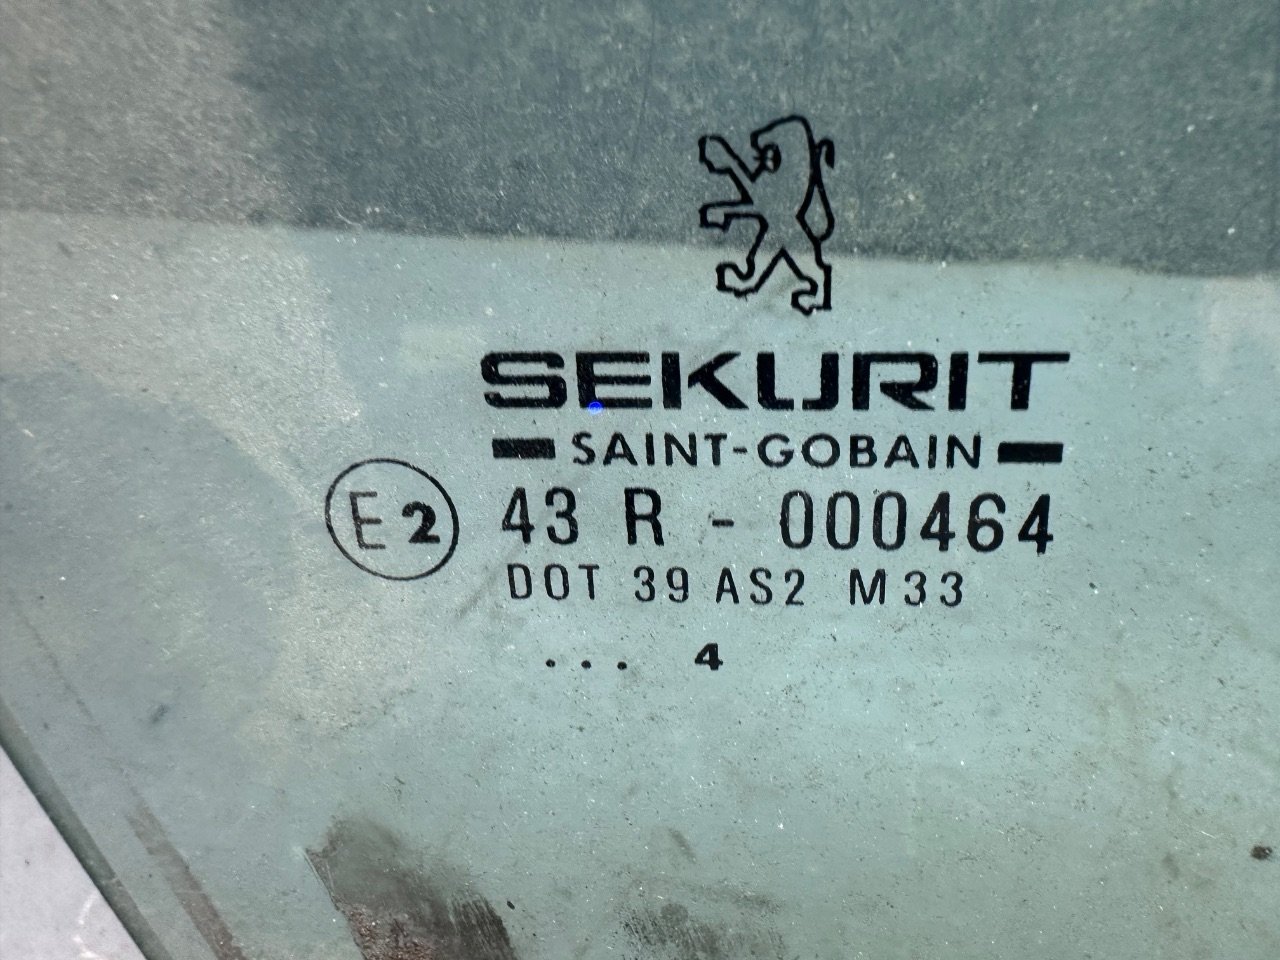 SEKURIT
SAINT-GOBAIN
E2 43 R - 000464
DOT 39 AS2 M33
... 4